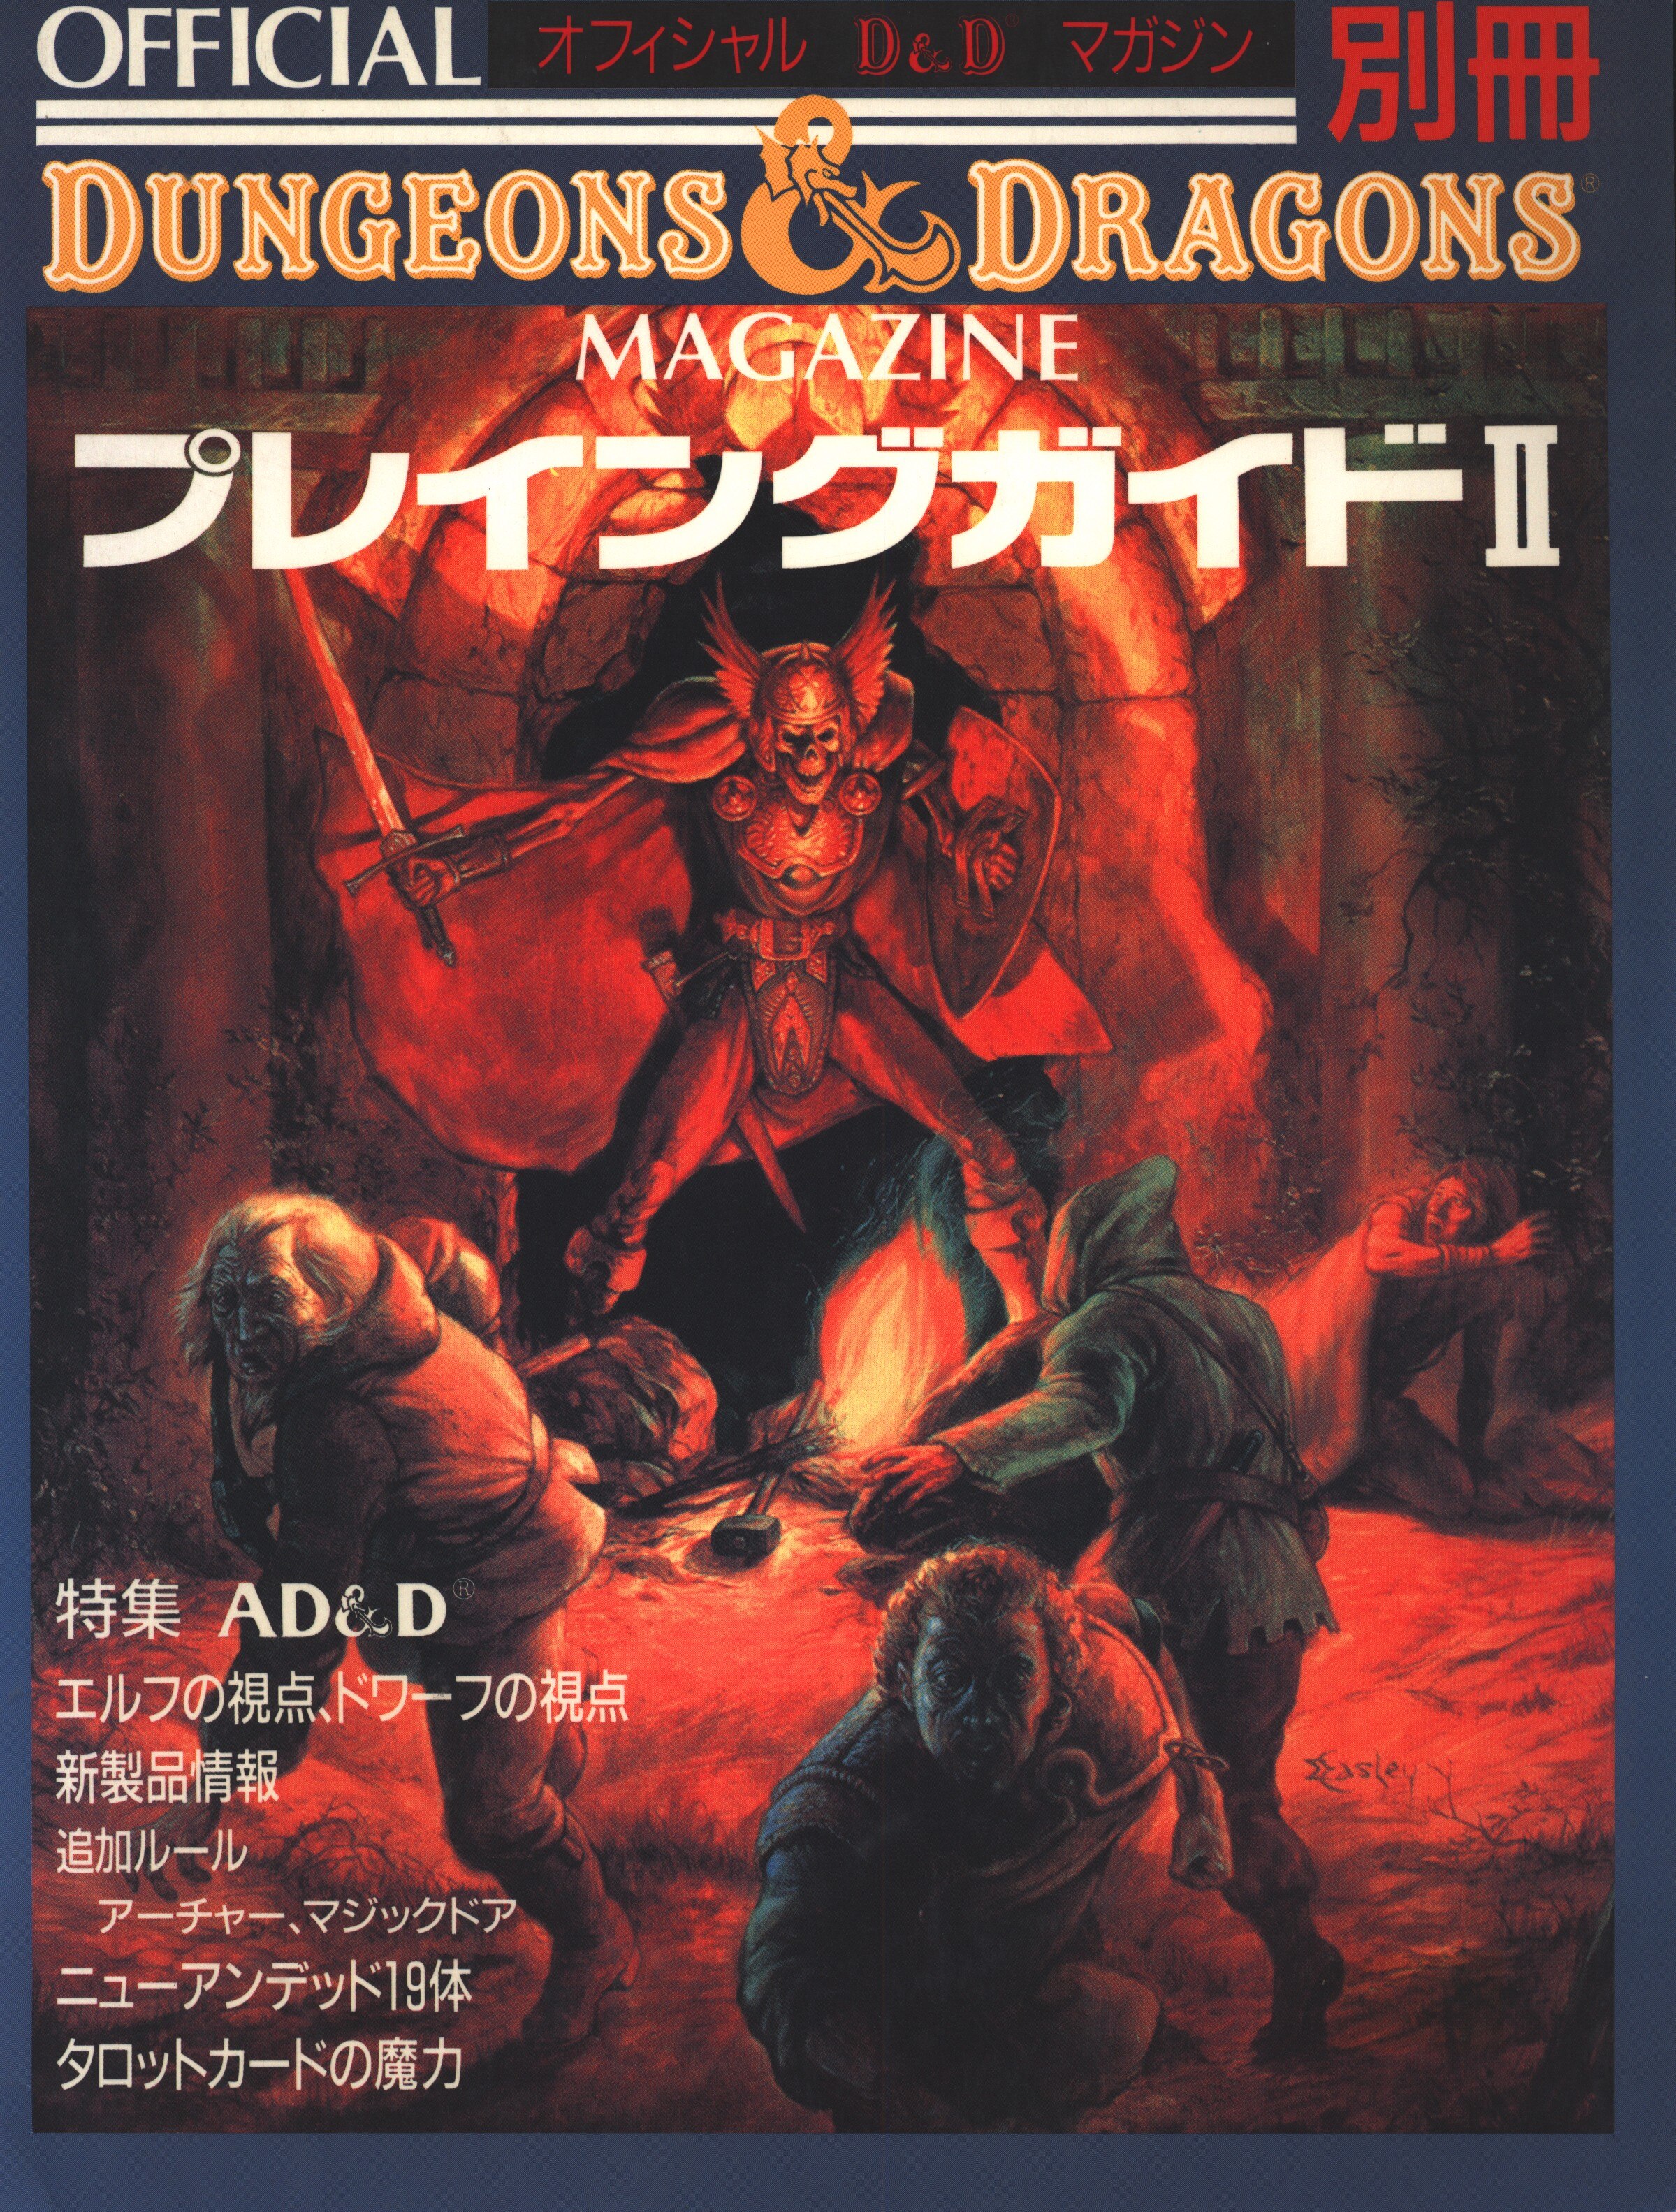 OFFICIAL オフィシャル D&D® マガジン 別冊
DUNGEONS & DRAGONS®
MAGAZINE
プレイングガイドII
特集 AD&D®
エルフの視点、ドワーフの視点
新製品情報
追加ルール
アーチャー、マジックドア
ニューアンデッド19体
タロットカードの魔力
Easley